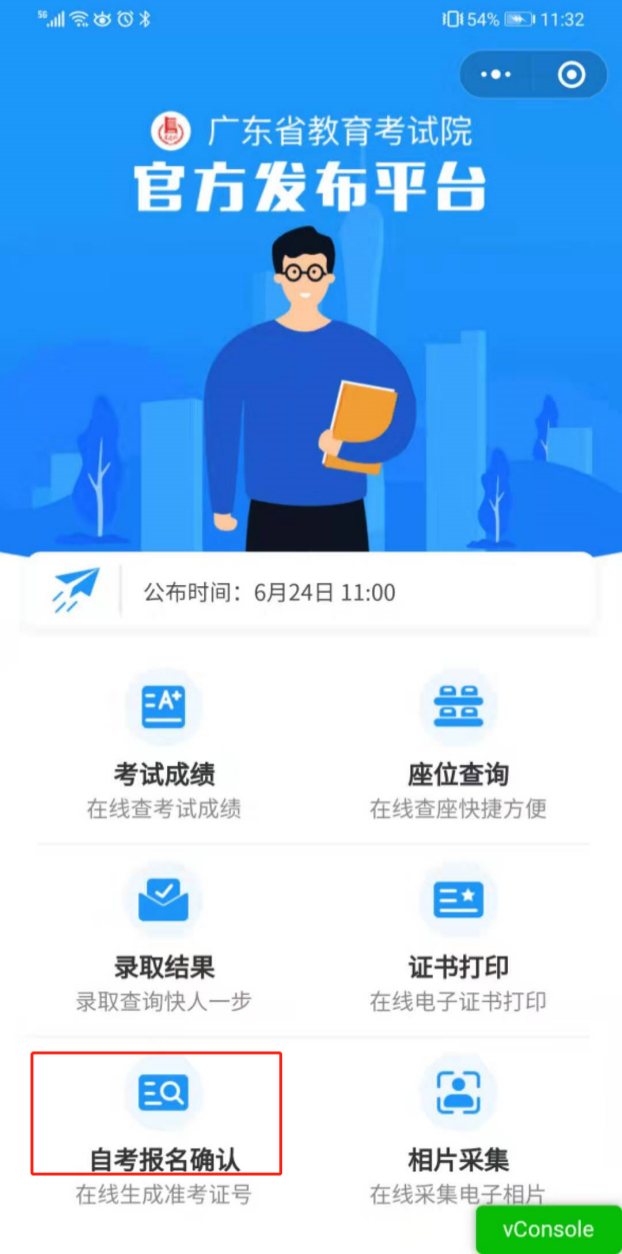 5G 54% 11:32
广东省教育考试院
官方发布平台
公布时间：6月24日 11:00
考试成绩 座位查询
在线查考试成绩 在线查座快捷方便
录取结果 证书打印
录取查询快人一步 在线电子证书打印
自考报名确认 相片采集
在线生成准考证号 在线采集电子相片
vConsole